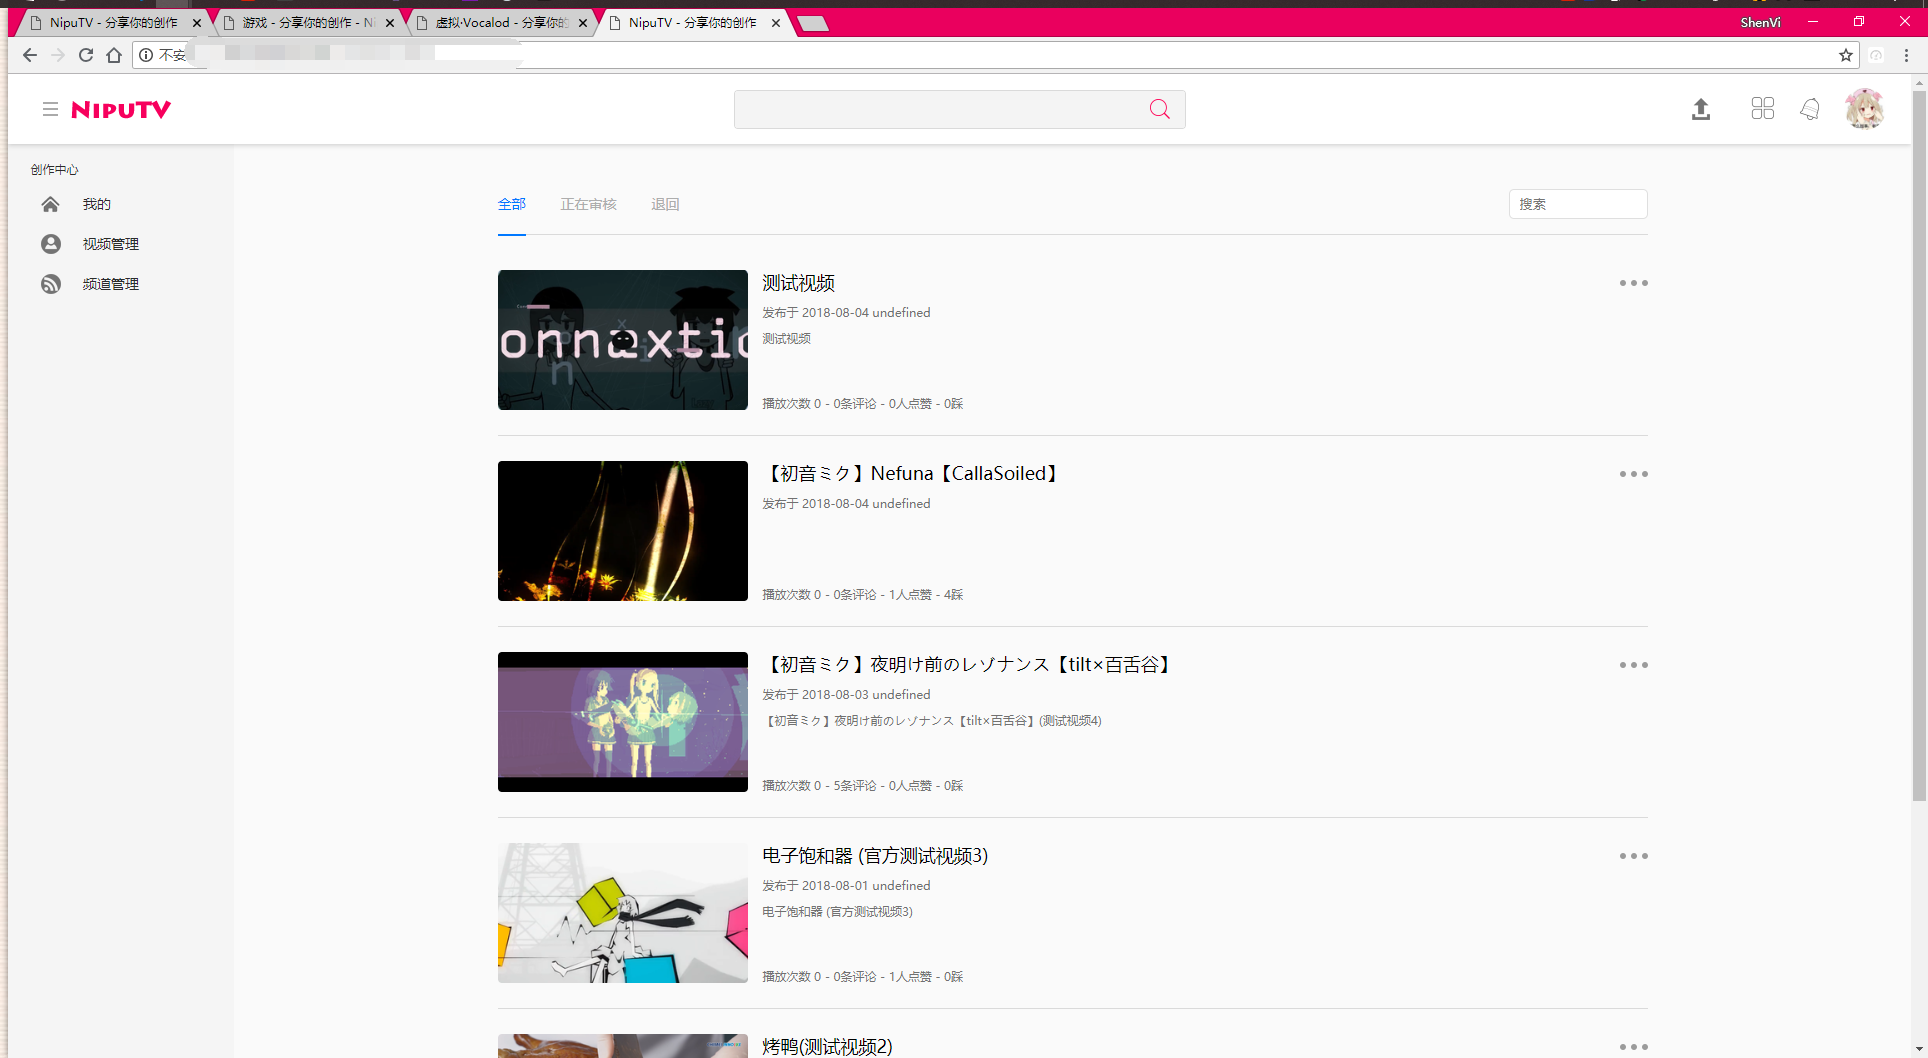 NipuTV - 分享你的创作
游戏 - 分享你的创作 - Ni
虚拟·Vocalod - 分享你的
NipuTV - 分享你的创作
ShenVi
不安
NipuTV
创作中心
我的
视频管理
频道管理
全部 正在审核 退回 搜索
onnextic
测试视频
发布于 2018-08-04 undefined
测试视频
播放次数 0 - 0条评论 - 0人点赞 - 0踩
【初音ミク】Nefuna【CallaSoiled】
发布于 2018-08-04 undefined
播放次数 0 - 0条评论 - 1人点赞 - 4踩
【初音ミク】夜明け前のレゾナンス【tilt×百舌谷】
发布于 2018-08-03 undefined
【初音ミク】夜明け前のレゾナンス【tilt×百舌谷】(测试视频4)
播放次数 0 - 5条评论 - 0人点赞 - 0踩
电子饱和器 (官方测试视频3)
发布于 2018-08-01 undefined
电子饱和器 (官方测试视频3)
播放次数 0 - 0条评论 - 1人点赞 - 0踩
烤鸭(测试视频2)